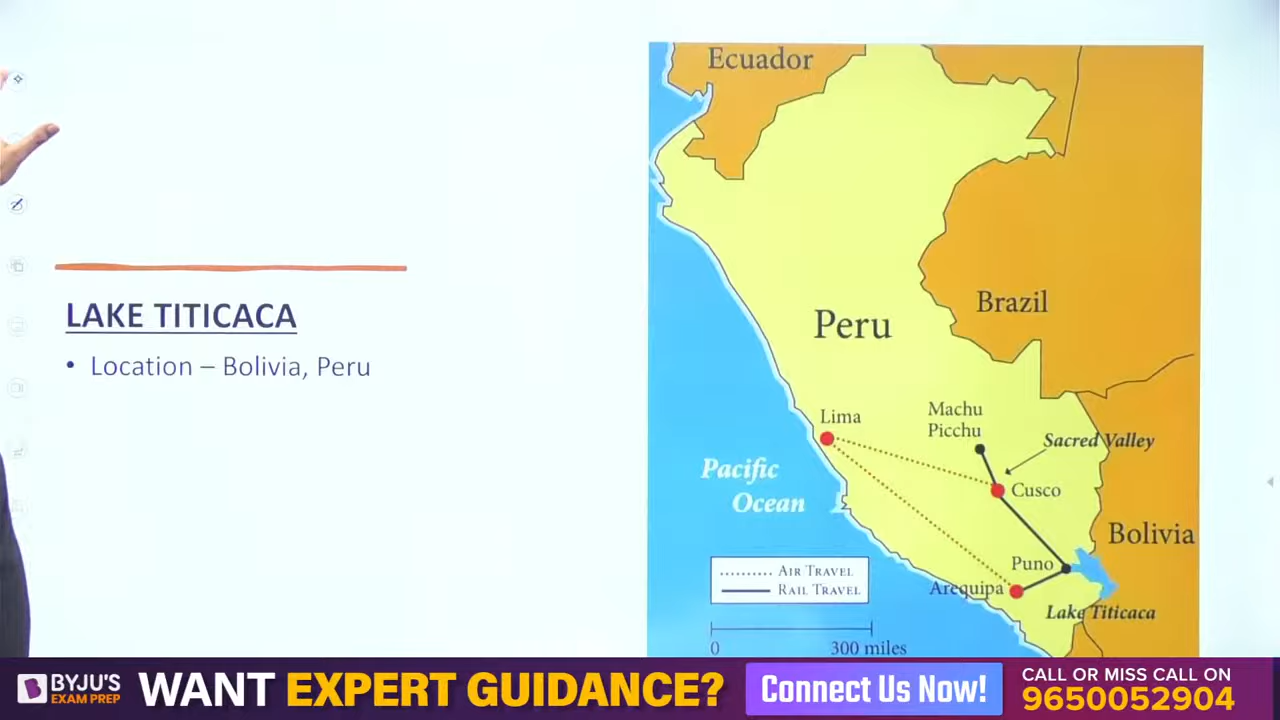 LAKE TITICACA
• Location – Bolivia, Peru
Ecuador
Brazil
Peru
Lima
Machu
Picchu
Sacred Valley
Cusco
Pacific
Ocean
Bolivia
Puno
Arequipa
Lake Titicaca
AIR TRAVEL
RAIL TRAVEL
0 300 miles
BYJU'S
EXAM PREP
WANT EXPERT GUIDANCE?
Connect Us Now!
CALL OR MISS CALL ON
9650052904